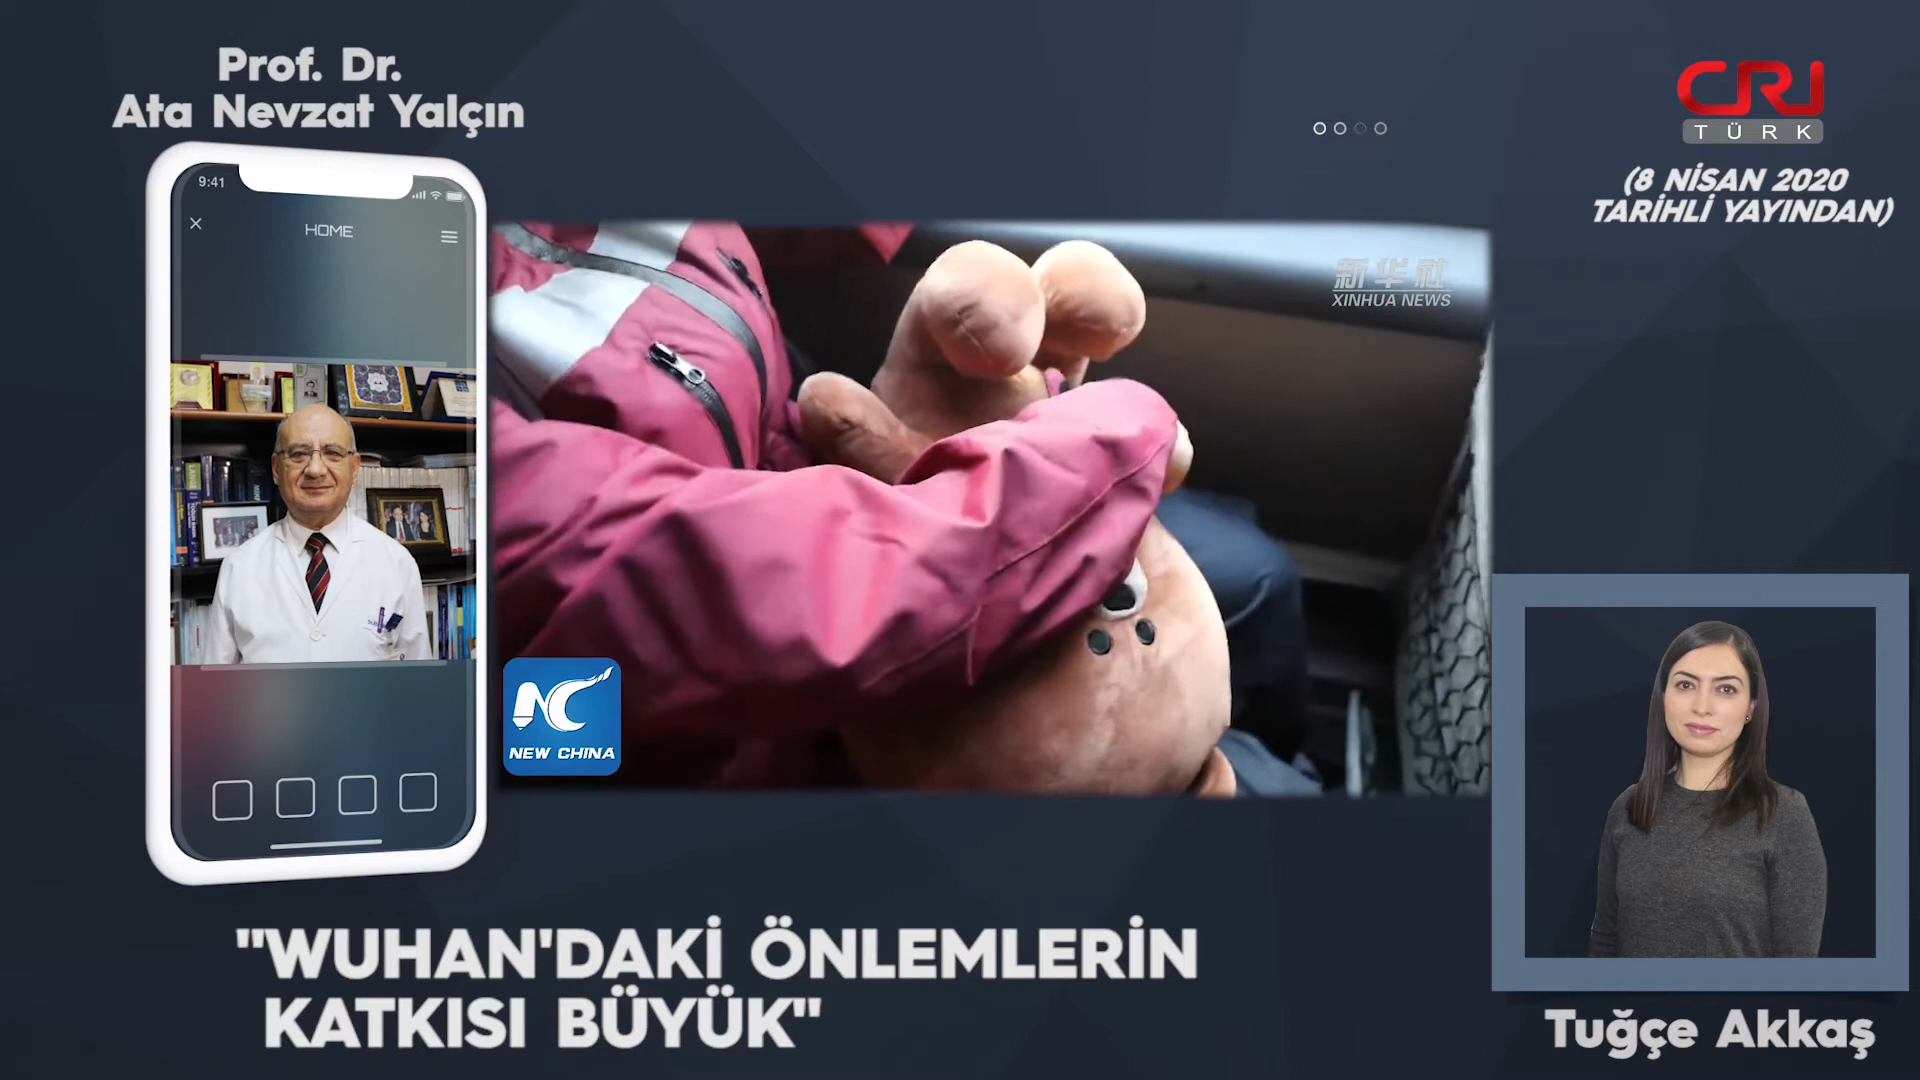 Prof. Dr.
Ata Nevzat Yalçın
9:41
HOME
CRI
TÜRK
(8 NİSAN 2020
TARİHLİ YAYINDAN)
新华社
XINHUA NEWS
NC
NEW CHINA
"WUHAN'DAKİ ÖNLEMLERİN
KATKISI BÜYÜK"
Tuğçe Akkaş